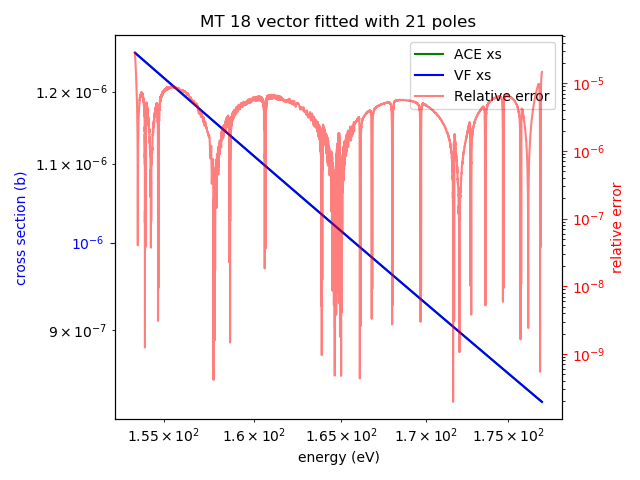 MT 18 vector fitted with 21 poles
ACE xs
VF xs
Relative error
1.2 × 10⁻⁶
1.1 × 10⁻⁶
10⁻⁶
9 × 10⁻⁷
cross section (b)
10⁻⁵
10⁻⁶
10⁻⁷
10⁻⁸
10⁻⁹
relative error
1.55 × 10² 1.6 × 10² 1.65 × 10² 1.7 × 10² 1.75 × 10²
energy (eV)